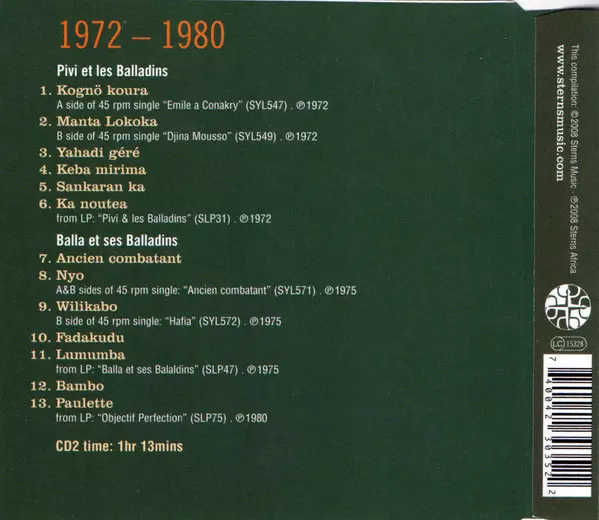 1972 – 1980
Pivi et les Balladins
1. Kognö koura
A side of 45 rpm single “Emile a Conakry” (SYL547) . ℗1972
2. Manta Lokoka
B side of 45 rpm single “Djina Mousso” (SYL549) . ℗1972
3. Yahadi géré
4. Keba mirima
5. Sankaran ka
6. Ka noutea
from LP: “Pivi & les Balladins” (SLP31) . ℗1972
Balla et ses Balladins
7. Ancien combatant
8. Nyo
A&B sides of 45 rpm single: “Ancien combatant” (SYL571) . ℗1975
9. Wilikabo
B side of 45 rpm single: “Hafia” (SYL572) . ℗1975
10. Fadakudu
11. Lumumba
from LP: “Balla et ses Balaldins” (SLP47) . ℗1975
12. Bambo
13. Paulette
from LP: “Objectif Perfection” (SLP75) . ℗1980
CD2 time: 1hr 13mins
This compilation: ©2008 Sterns Music - ℗2008 Sterns Africa
www.sternsmusic.com
LC 15328
7 40042 30352 2